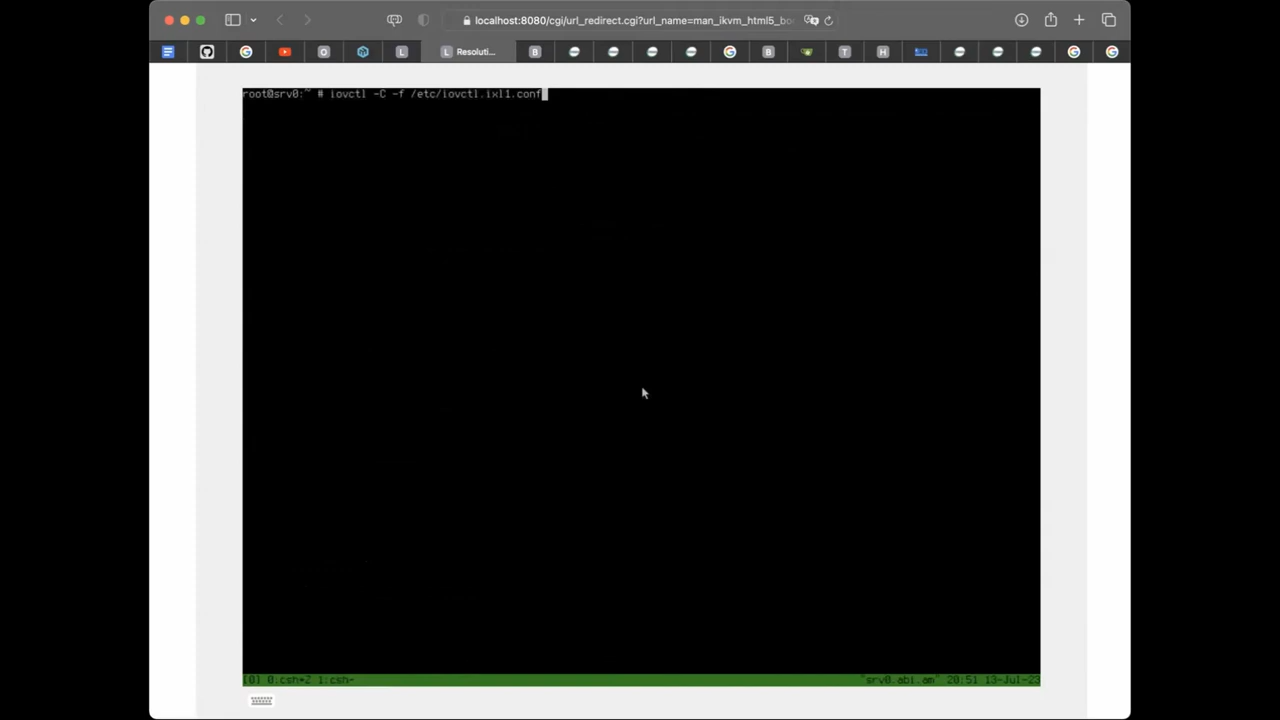 localhost:8080/cgi/url_redirect.cgi?url_name=man_ikvm_html5_bo
L
L Resoluti...
B
B
T
H
root@srv0:~ # iovctl -C -f /etc/iovctl.ixl1.conf
[0] 0:csh*Z 1:csh- "srv0.abi.am" 20:51 13-Jul-23